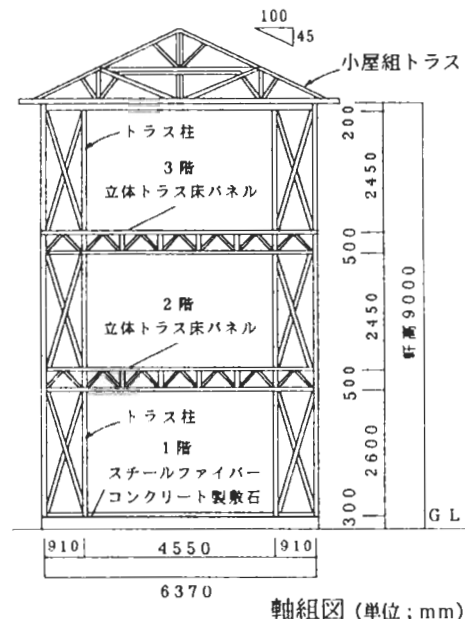 100
45
小屋組トラス
トラス柱
3階
立体トラス床パネル
2階
立体トラス床パネル
トラス柱
1階
スチールファイバー
コンクリート製敷石
200
2450
500
2450
500
2600
300
軒高9000
GL
910
4550
910
6370
軸組図(単位;mm)